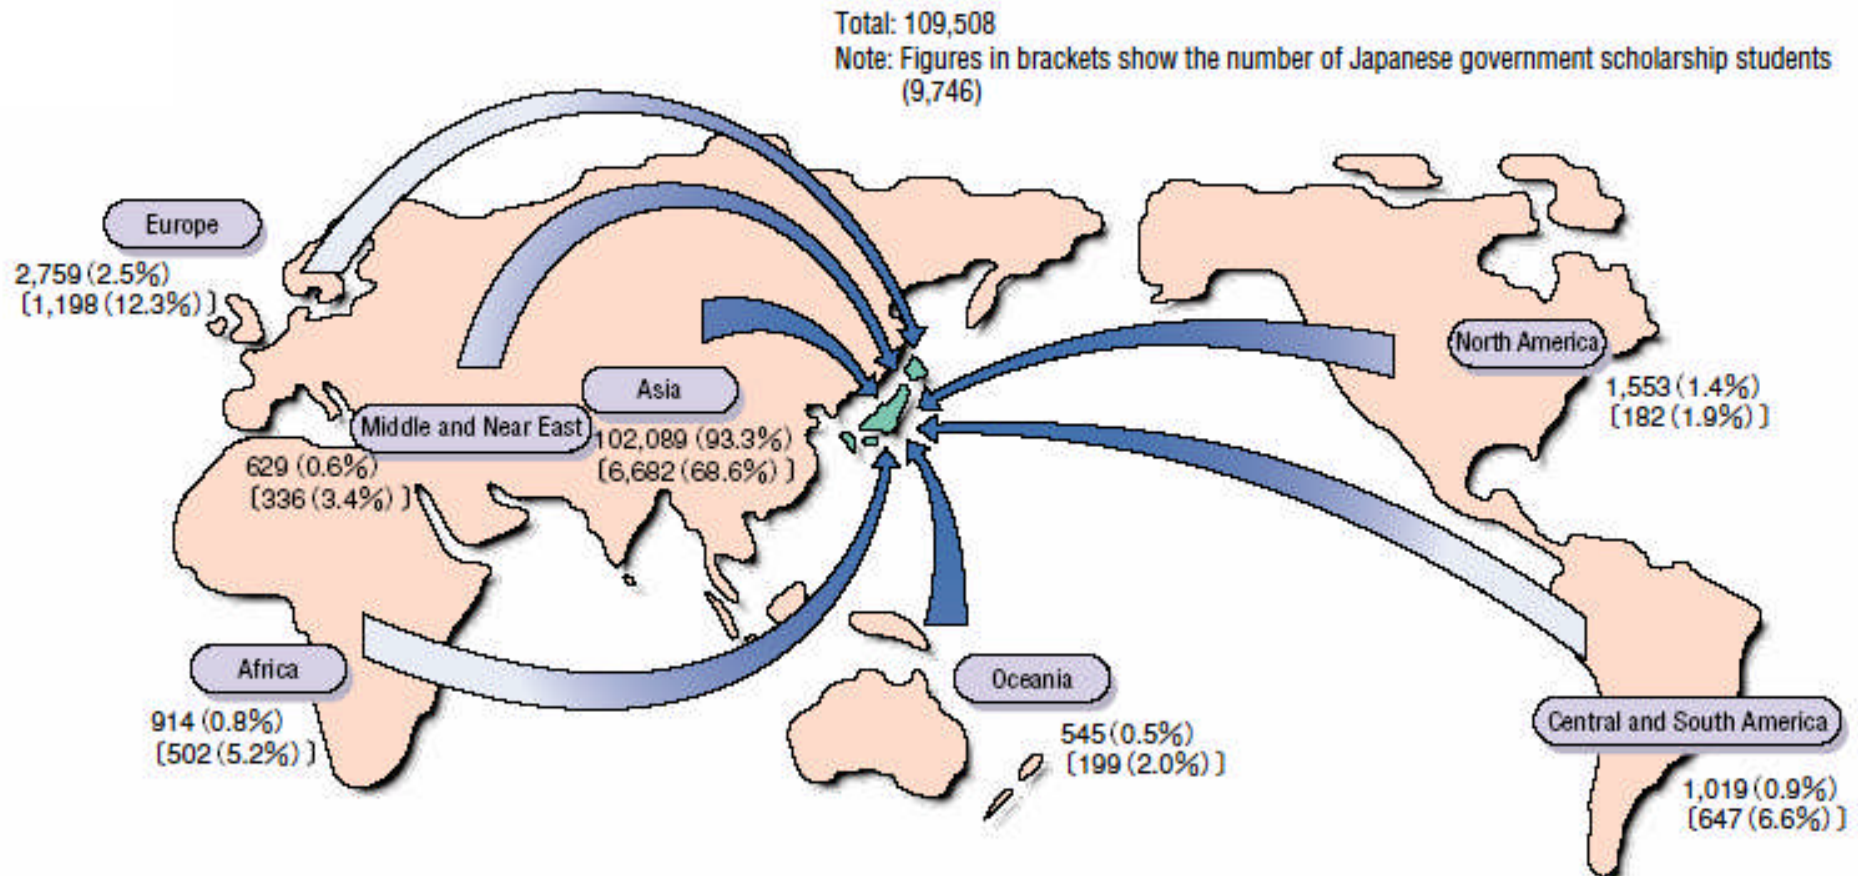 Total: 109,508
Note: Figures in brackets show the number of Japanese government scholarship students
(9,746)
Europe
2,759 (2.5%)
[1,198 (12.3%)]
North America
1,553 (1.4%)
[182 (1.9%)]
Asia
102,089 (93.3%)
[6,682 (68.6%)]
Middle and Near East
629 (0.6%)
[336 (3.4%)]
Africa
914 (0.8%)
[502 (5.2%)]
Oceania
545 (0.5%)
[199 (2.0%)]
Central and South America
1,019 (0.9%)
[647 (6.6%)]